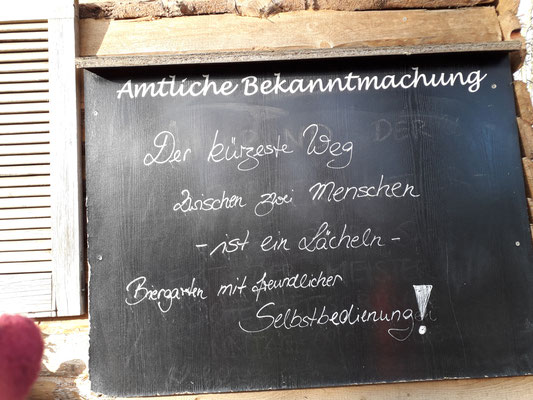 Amtliche Bekanntmachung
Der kürzeste Weg
zwischen zwei Menschen
- ist ein Lächeln -
Biergarten mit freundlicher
Selbstbedienung!